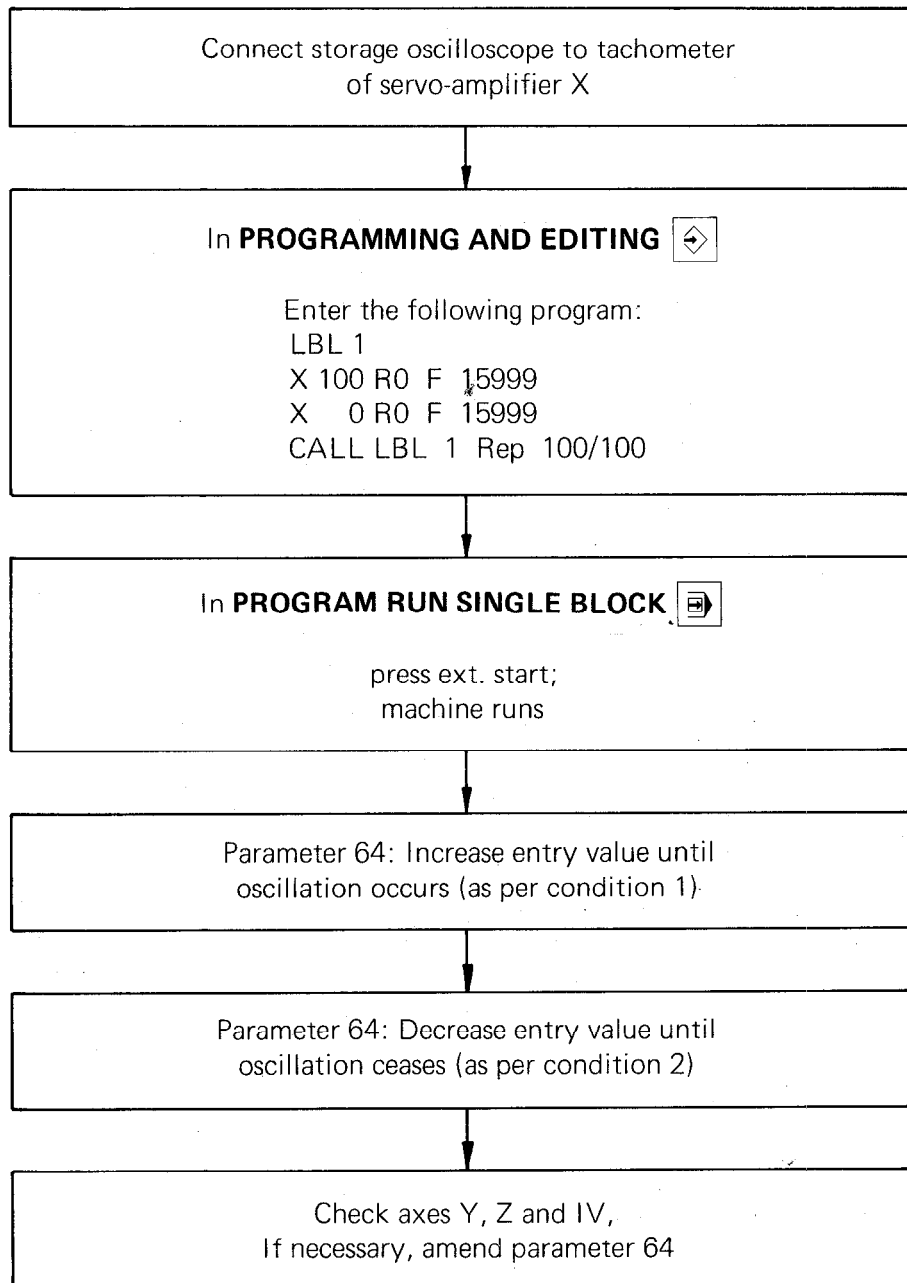 Connect storage oscilloscope to tachometer
of servo-amplifier X
In PROGRAMMING AND EDITING
Enter the following program:
LBL 1
X 100 R0 F 15999
X 0 R0 F 15999
CALL LBL 1 Rep 100/100
In PROGRAM RUN SINGLE BLOCK
press ext. start;
machine runs
Parameter 64: Increase entry value until
oscillation occurs (as per condition 1)
Parameter 64: Decrease entry value until
oscillation ceases (as per condition 2)
Check axes Y, Z and IV,
If necessary, amend parameter 64